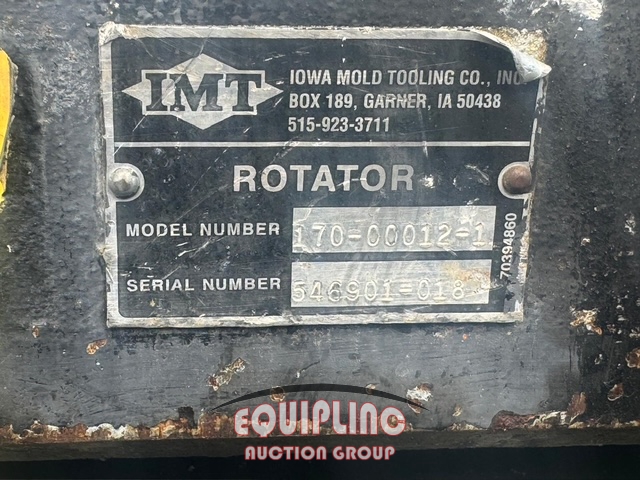 IMT
IOWA MOLD TOOLING CO., INC.
BOX 189, GARNER, IA 50438
515-923-3711
ROTATOR
MODEL NUMBER 170-00012-1
SERIAL NUMBER 546901-018
70394860
EQUIPLINC
AUCTION GROUP